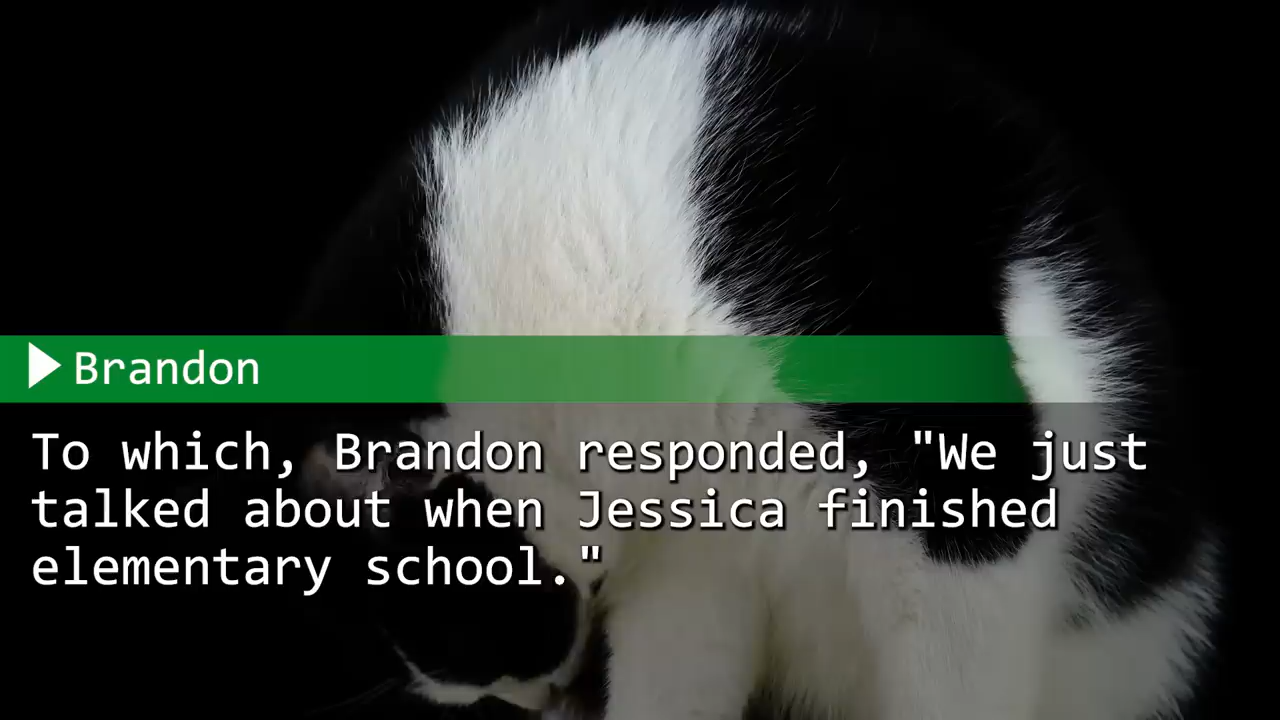 Brandon
To which, Brandon responded, "We just
talked about when Jessica finished
elementary school."